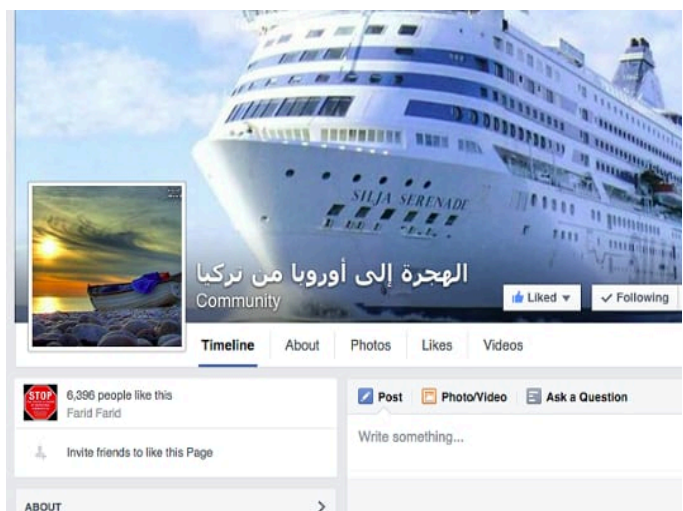 SILJA SERENADE
الهجرة إلى أوروبا من تركيا
Community
Liked
Following
Timeline About Photos Likes Videos
STOP
6,396 people like this
Farid Farid
Invite friends to like this Page
Post Photo/Video Ask a Question
Write something...
ABOUT